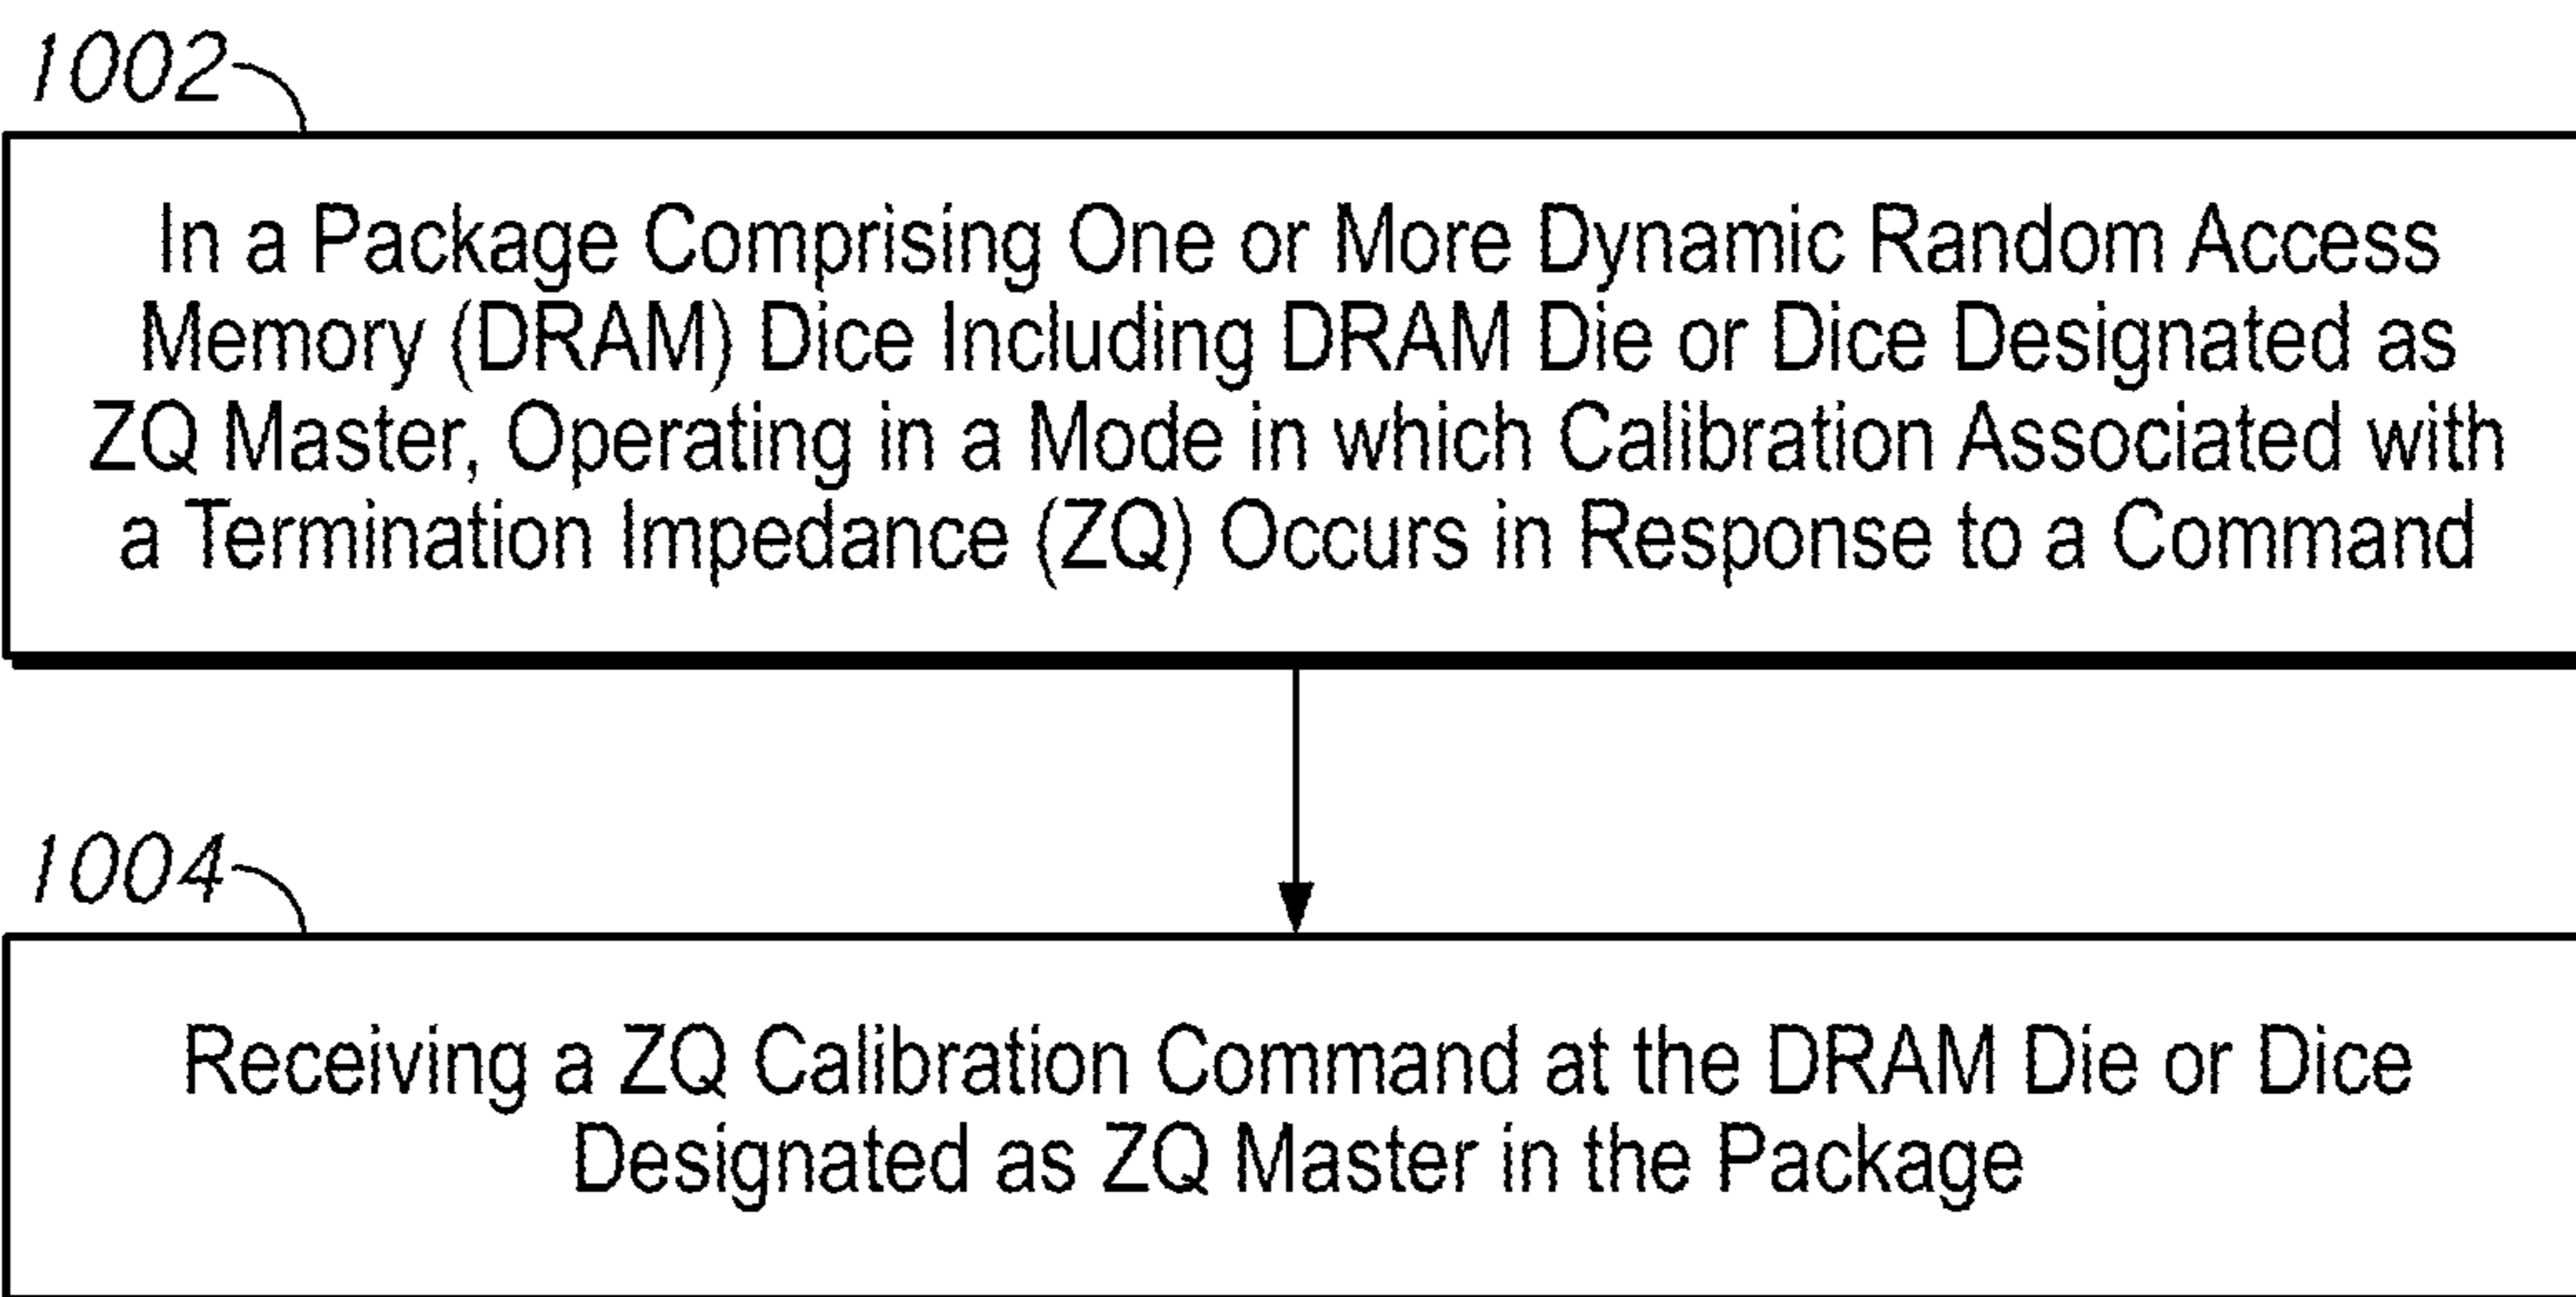 1002
In a Package Comprising One or More Dynamic Random Access
Memory (DRAM) Dice Including DRAM Die or Dice Designated as
ZQ Master, Operating in a Mode in which Calibration Associated with
a Termination Impedance (ZQ) Occurs in Response to a Command
1004
Receiving a ZQ Calibration Command at the DRAM Die or Dice
Designated as ZQ Master in the Package